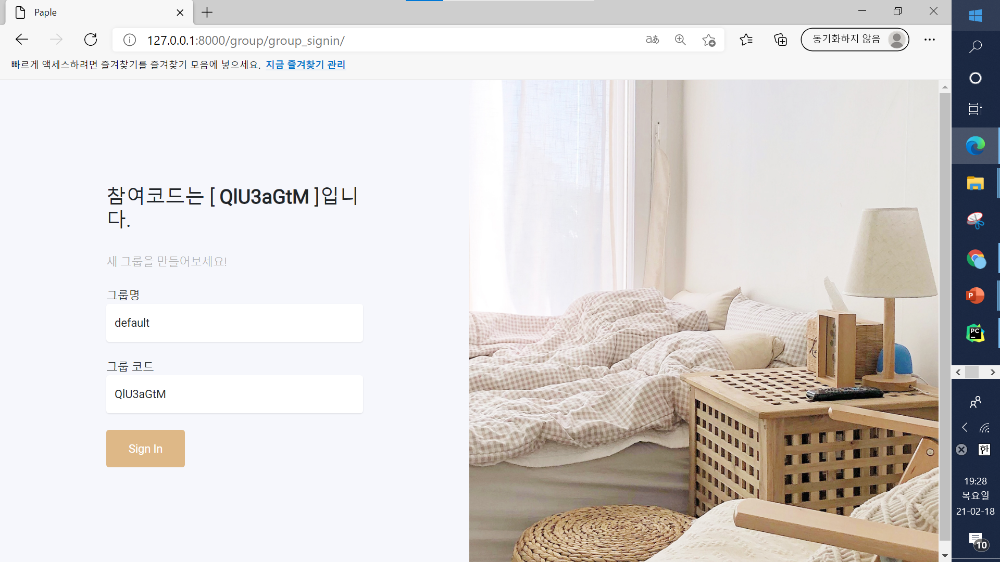 Paple
127.0.0.1:8000/group/group_signin/
aあ
동기화하지 않음
빠르게 액세스하려면 즐겨찾기를 즐겨찾기 모음에 넣으세요. 지금 즐겨찾기 관리
참여코드는 [ QlU3aGtM ]입니
다.
새 그룹을 만들어보세요!
그룹명
default
그룹 코드
QlU3aGtM
Sign In
P
PC
한
19:28
목요일
21-02-18
10